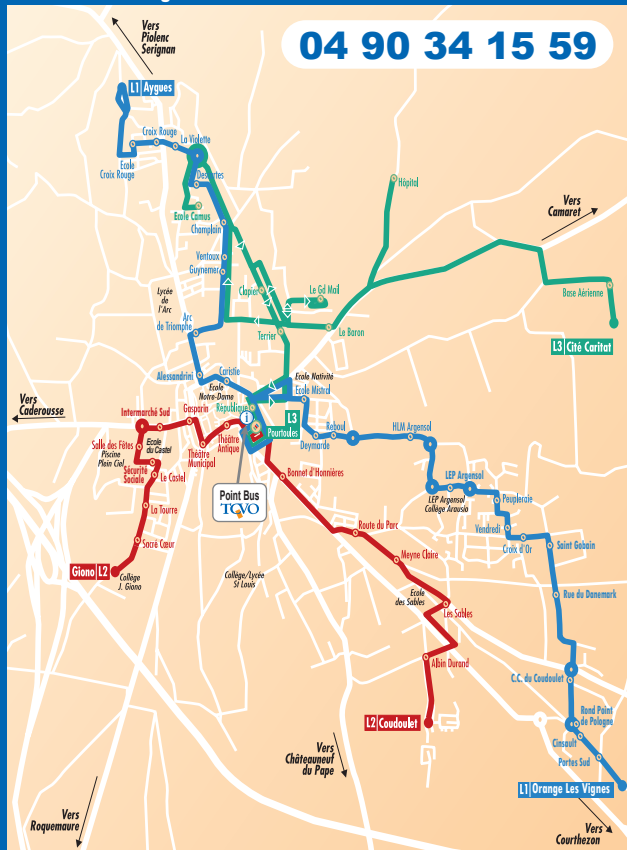 Vers
Piolenc
Serignan
04 90 34 15 59
L1 Aygues
Croix Rouge
La Violette
Ecole
Croix Rouge
Descartes
Hôpital
Ecole Camus
Vers
Camaret
Champlain
Ventoux
Guynemer
Lycée
de
l'Arc
Clapier
Le Gd Mail
Base Aérienne
Arc
de Triomphe
Terrier
Le Baron
L3 Cité Caritat
Alessandrini
Caristie
Ecole
Notre-Dame
Ecole Nativité
Ecole Mistral
Vers
Caderousse
Intermarché Sud
Gasparin
République
i
L3
Pourtoules
Reboul
HLM Argensol
Deymarde
Salle des Fêtes
Piscine
Plein Ciel
Ecole
du Castel
Théâtre
Municipal
Théâtre
Antique
Sécurité
Sociale
Le Castel
Bonnet d'Honnières
LEP Argensol
LEP Argensol
Collège Arausio
Peupleraie
Point Bus
TCVO
La Tourre
Vendredi
Croix d'Or
Route du Parc
Saint Gobain
Sacré Cœur
Meyne Claire
Giono L2
Collège
J. Giono
Collège/Lycée
St Louis
Ecole
des Sables
Les Sables
Rue du Danemark
Albin Durand
C.C. du Coudoulet
L2 Coudoulet
Rond Point
de Pologne
Cinsault
Portes Sud
Vers
Châteauneuf
du Pape
L1 Orange Les Vignes
Vers
Roquemaure
Vers
Courthezon